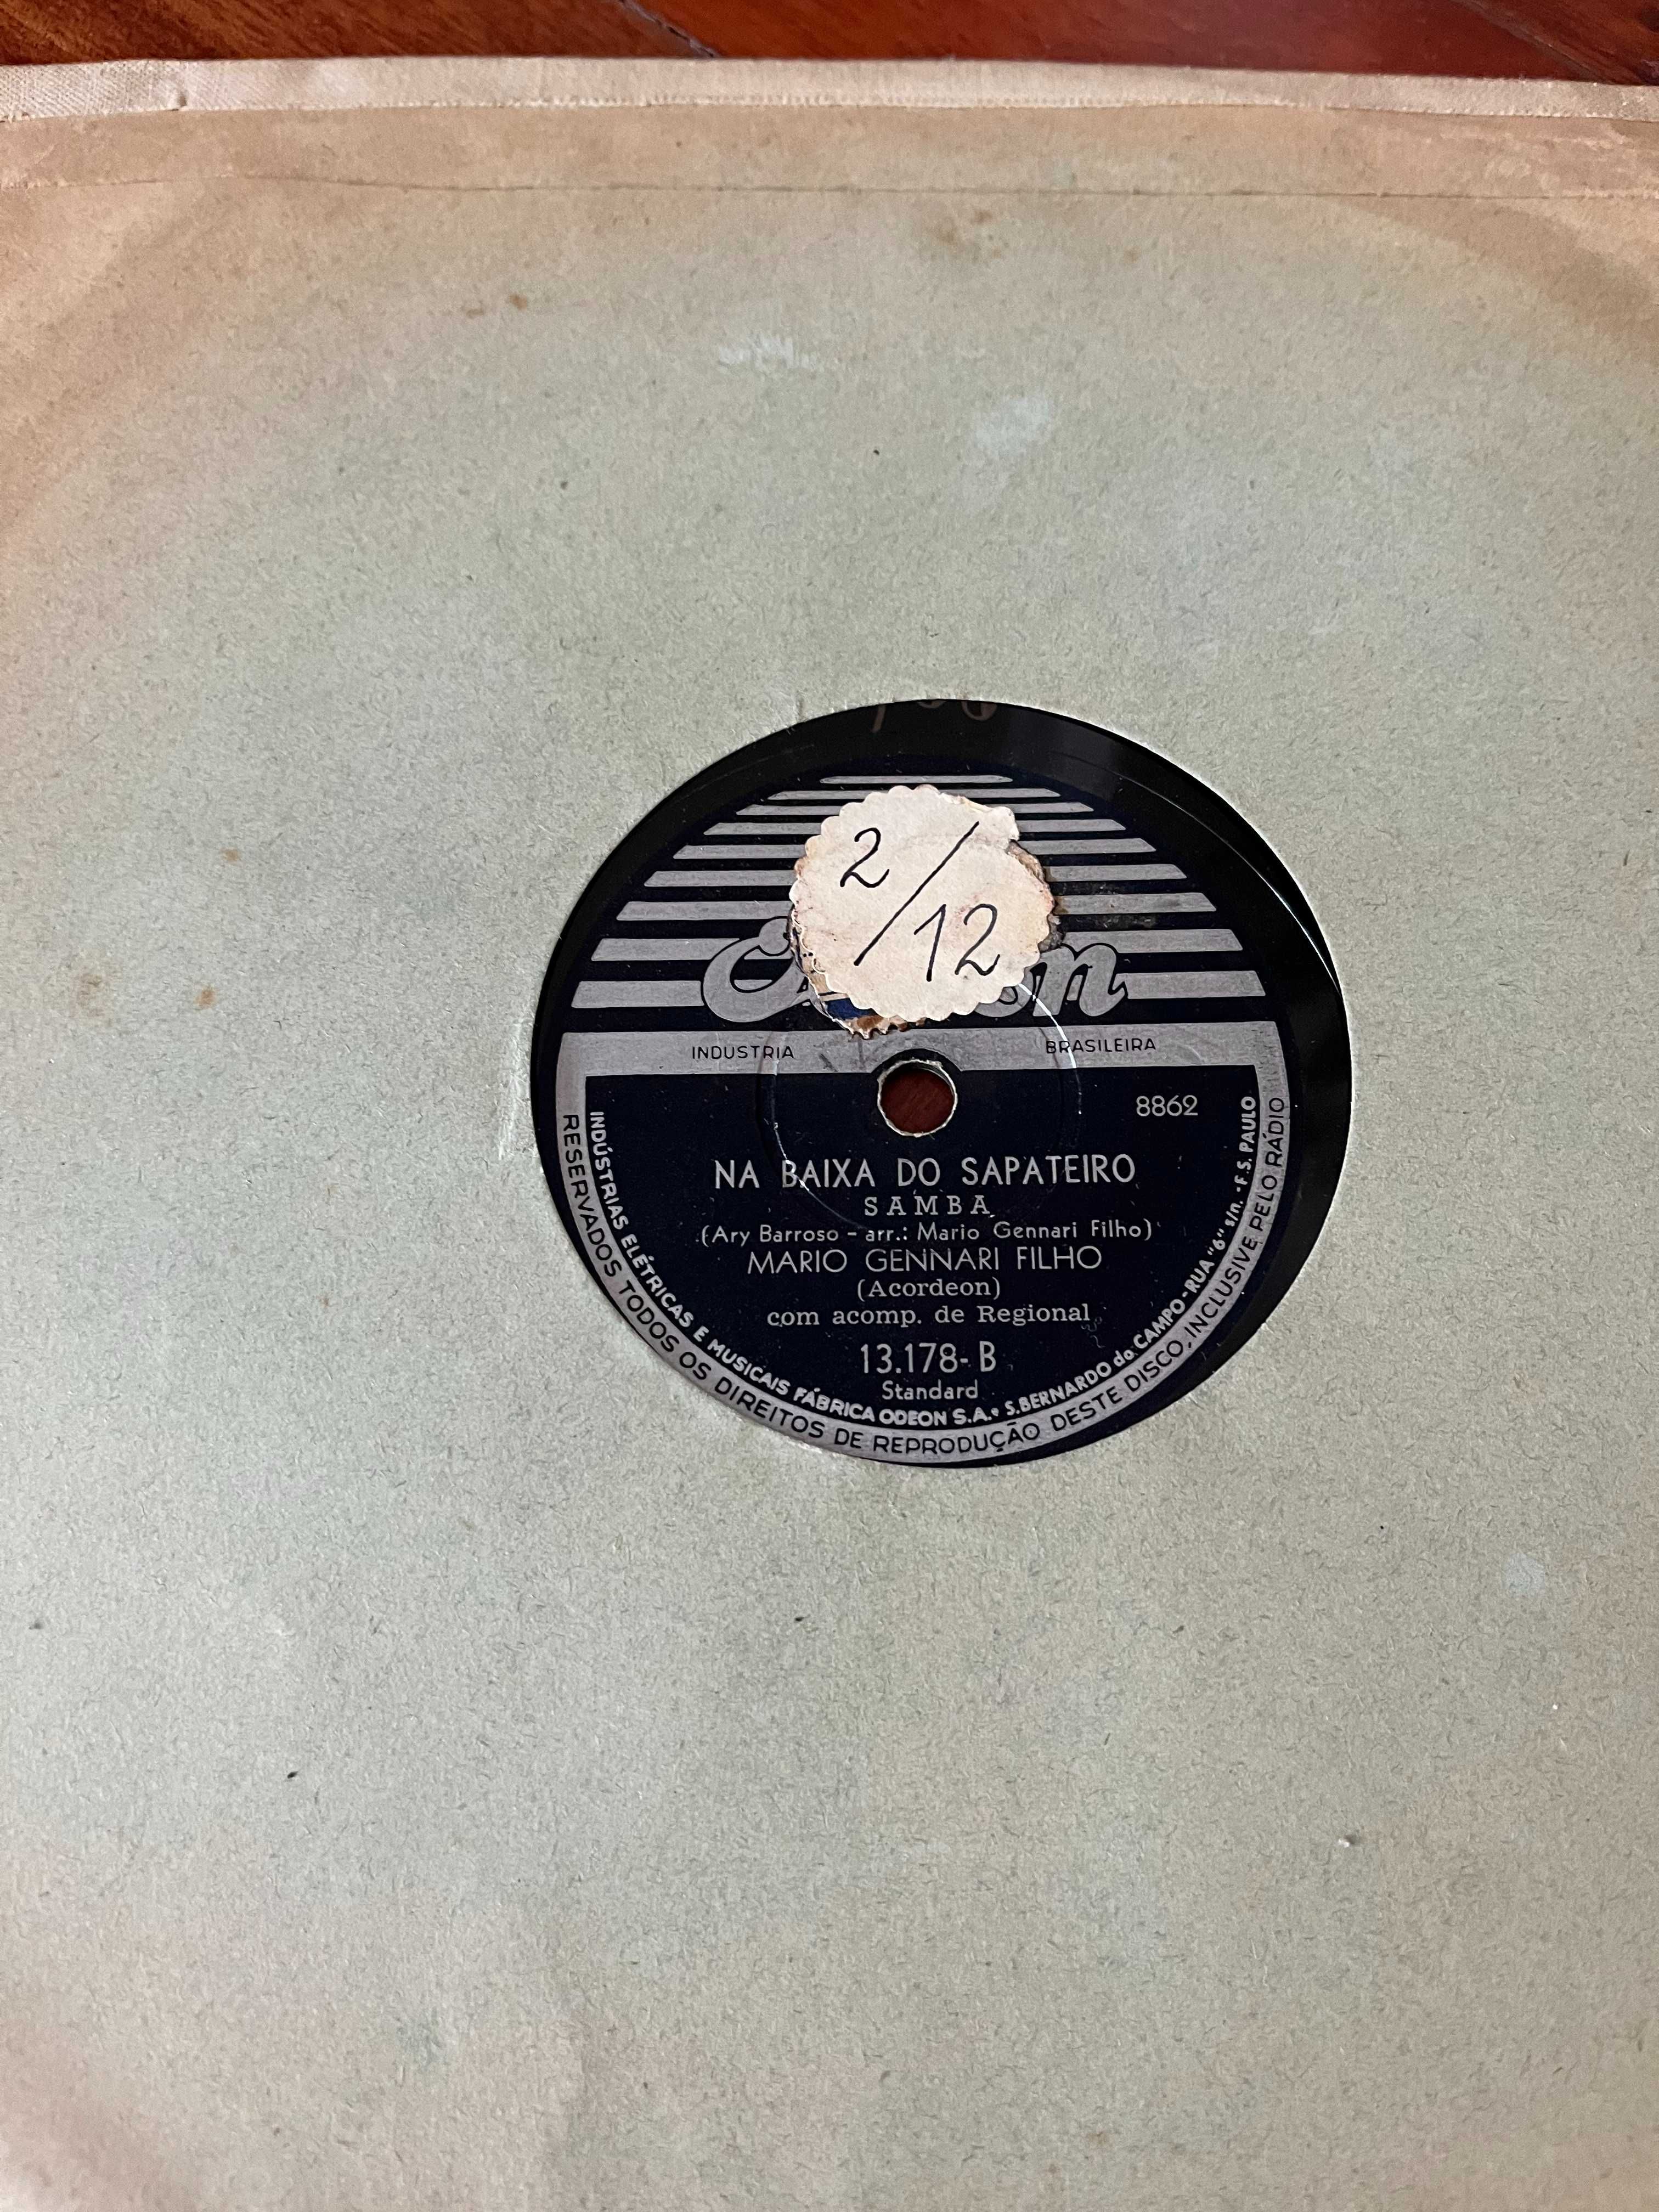 2/12
INDUSTRIA BRASILEIRA
8862
NA BAIXA DO SAPATEIRO
SAMBA
(Ary Barroso - arr.: Mario Gennari Filho)
MARIO GENNARI FILHO
(Acordeon)
com acomp. de Regional
13.178-B
Standard
INDÚSTRIAS ELÉTRICAS E MUSICAIS FÁBRICA ODEON S.A. • S. BERNARDO do CAMPO - RUA "6" s/n. - F. S. PAULO
RESERVADOS TODOS OS DIREITOS DE REPRODUÇÃO DESTE DISCO, INCLUSIVE PELO RÁDIO